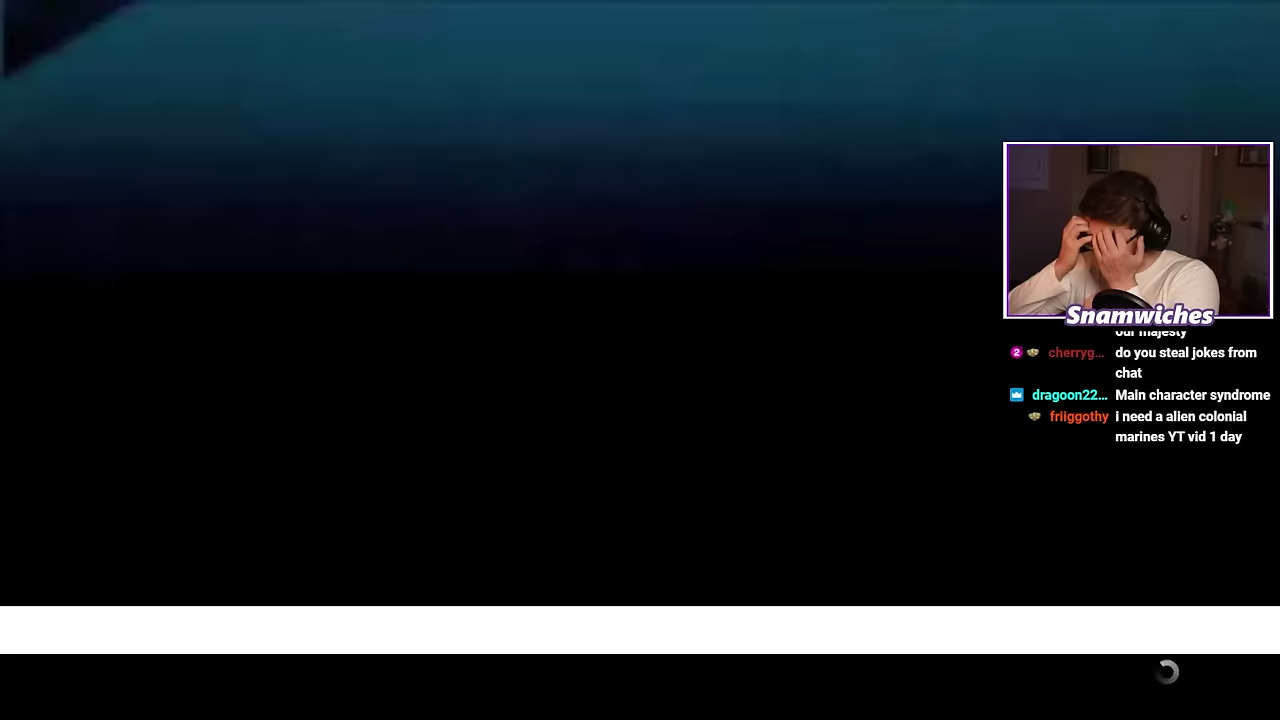 Snamwiches
our majesty
2 cherryg... do you steal jokes from
chat
dragoon22... Main character syndrome
friiggothy i need a alien colonial
marines YT vid 1 day